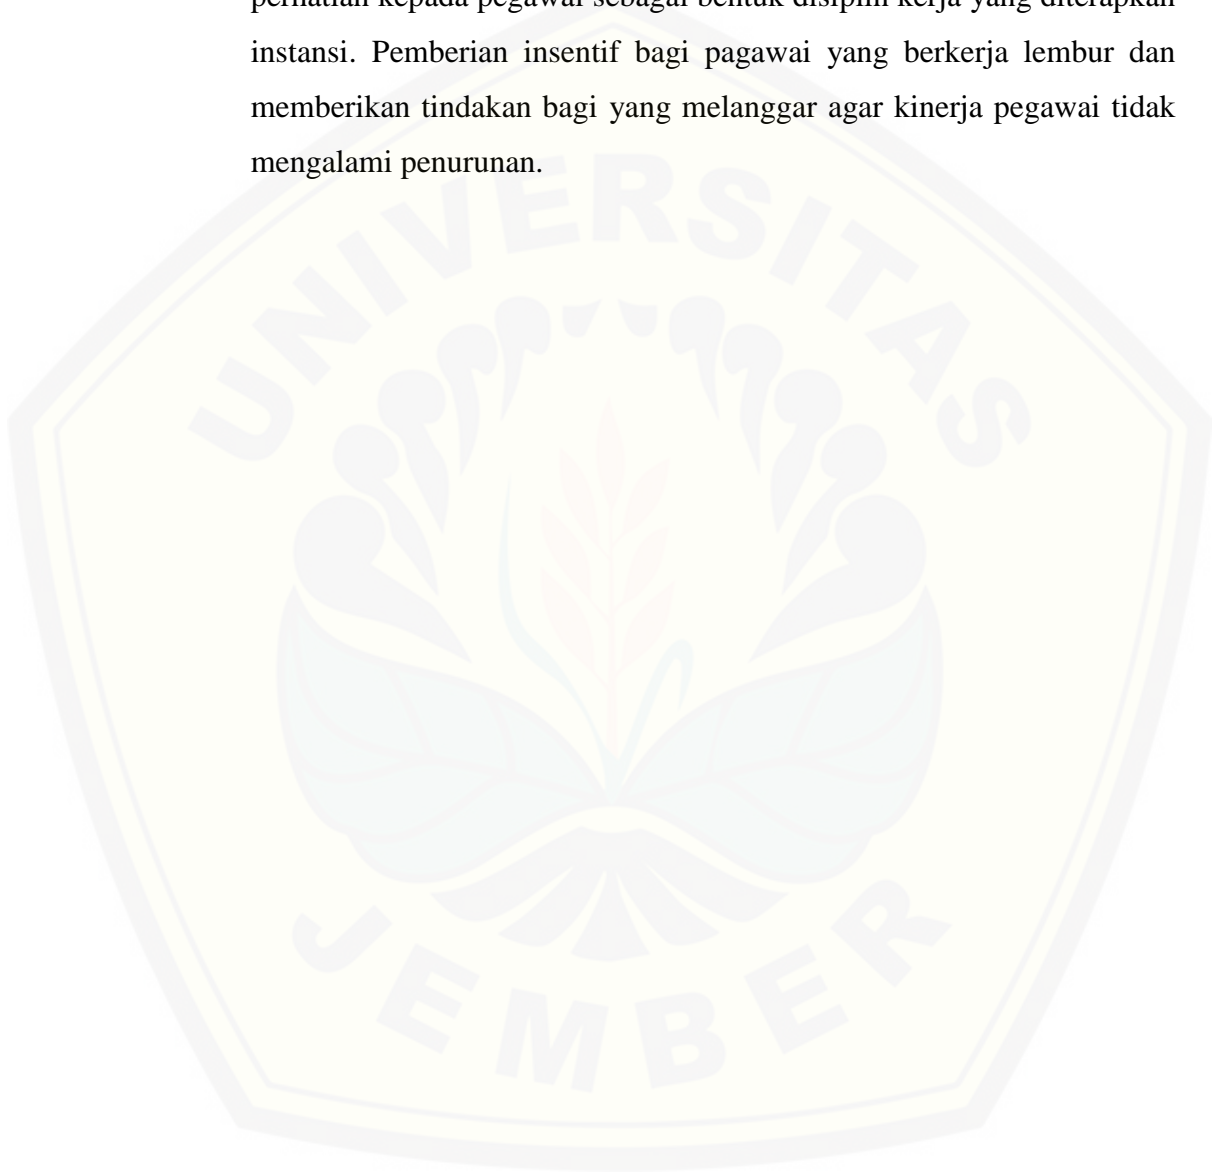 perhatian kepada pegawai sebagai bentuk disiplin kerja yang diterapkan
instansi. Pemberian insentif bagi pagawai yang berkerja lembur dan
memberikan tindakan bagi yang melanggar agar kinerja pegawai tidak
mengalami penurunan.
UNIVERSITAS
JEMBER